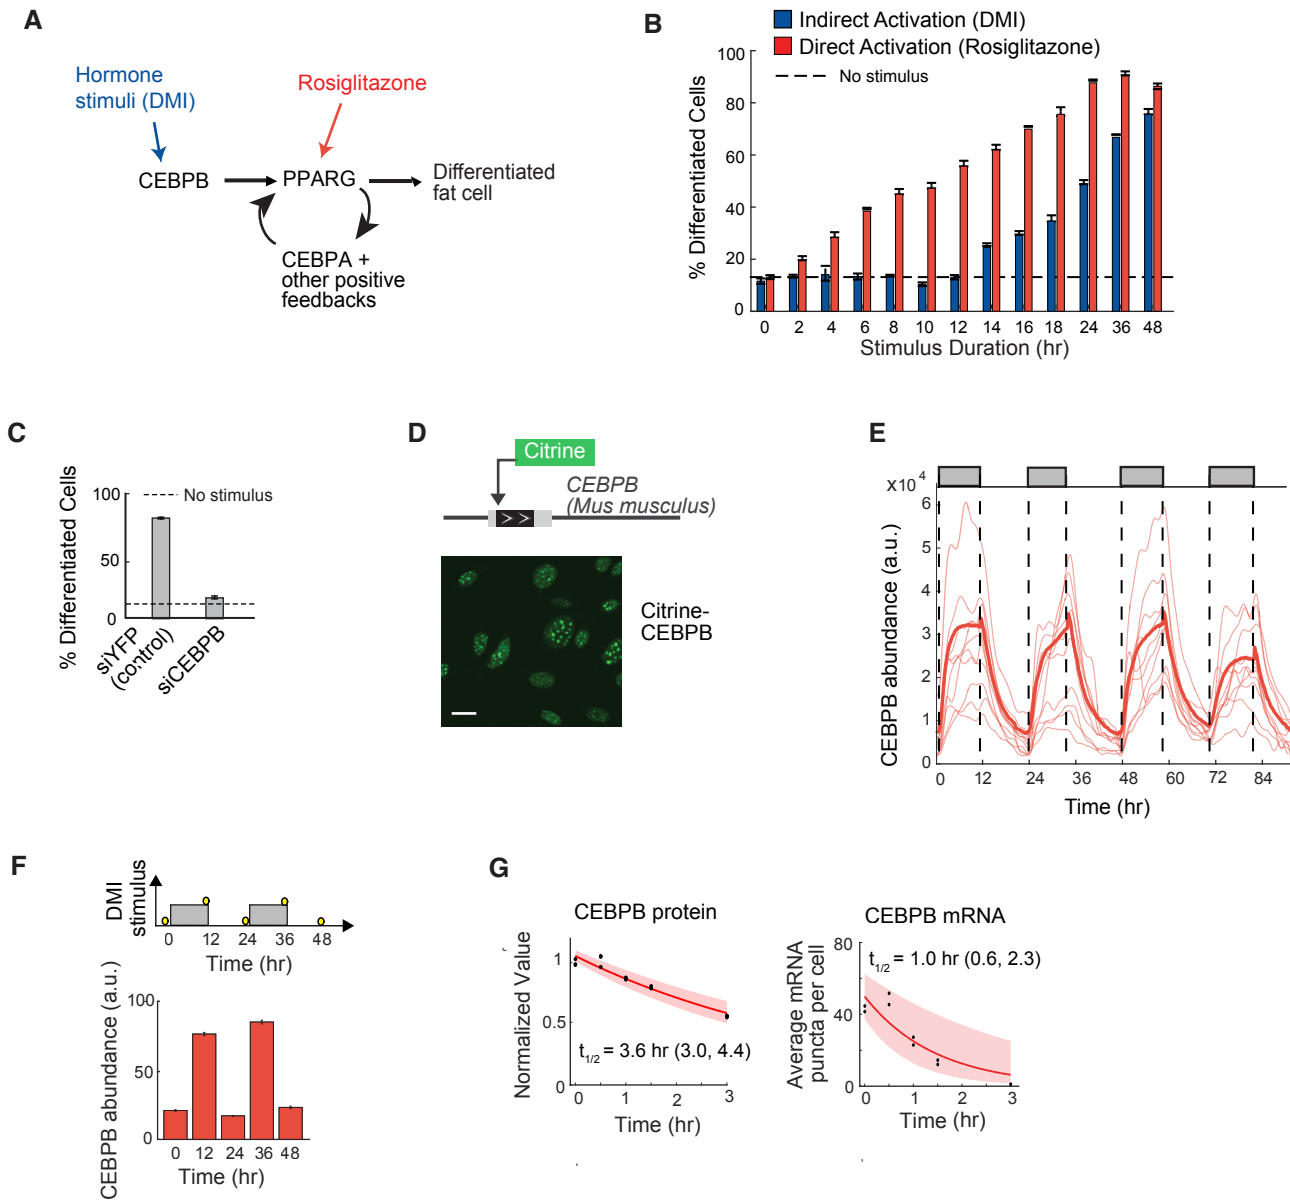 A
Hormone
stimuli (DMI)
Rosiglitazone
CEBPB
PPARG
Differentiated
fat cell
CEBPA +
other positive
feedbacks
B
Indirect Activation (DMI)
Direct Activation (Rosiglitazone)
No stimulus
% Differentiated Cells
100
80
60
40
20
0
0 2 4 6 8 10 12 14 16 18 24 36 48
Stimulus Duration (hr)
C
% Differentiated Cells
100
50
0
No stimulus
siYFP
(control)
siCEBPB
D
Citrine
CEBPB
(Mus musculus)
Citrine-
CEBPB
E
x10⁴
CEBPB abundance (a.u.)
6
5
4
3
2
1
0
0 12 24 36 48 60 72 84
Time (hr)
F
DMI
stimulus
0 12 24 36 48
Time (hr)
CEBPB abundance (a.u.)
100
50
0
0 12 24 36 48
Time (hr)
G
CEBPB protein
Normalized Value
1
0.5
0
t1/2 = 3.6 hr (3.0, 4.4)
0 1 2 3
Time (hr)
CEBPB mRNA
Average mRNA
puncta per cell
80
40
0
t1/2 = 1.0 hr (0.6, 2.3)
0 1 2 3
Time (hr)